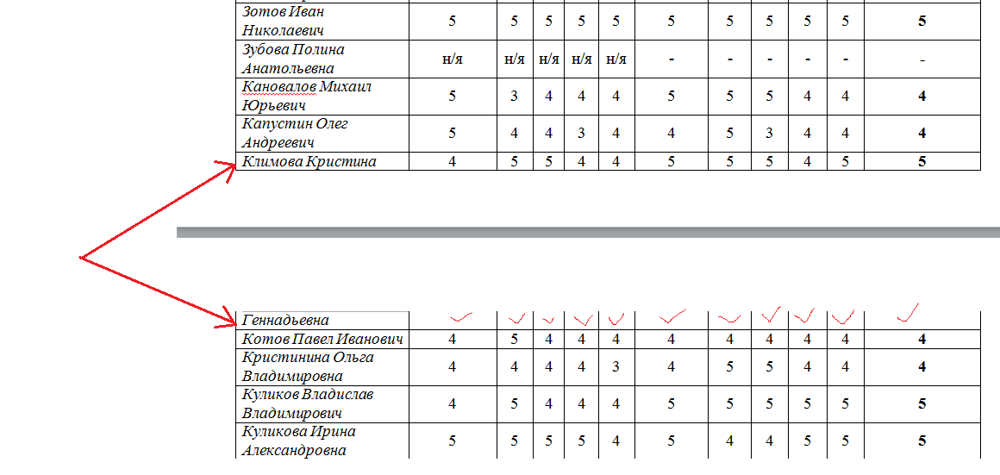 Зотов Иван
Николаевич 5 5 5 5 5 5 5 5 5 5 5
Зубова Полина
Анатольевна н/я н/я н/я н/я н/я - - - - - -
Кановалов Михаил
Юрьевич 5 3 4 4 4 5 5 5 4 4 4
Капустин Олег
Андреевич 5 4 4 3 4 4 5 3 4 4 4
Климова Кристина 4 5 5 4 4 5 5 5 4 5 5
Геннадьевна
Котов Павел Иванович 4 5 4 4 4 4 4 4 4 4 4
Кристинина Ольга
Владимировна 4 4 4 4 3 4 5 5 4 4 4
Куликов Владислав
Владимирович 4 5 4 4 4 5 5 5 5 5 5
Куликова Ирина
Александровна 5 5 5 5 4 5 4 4 5 5 5